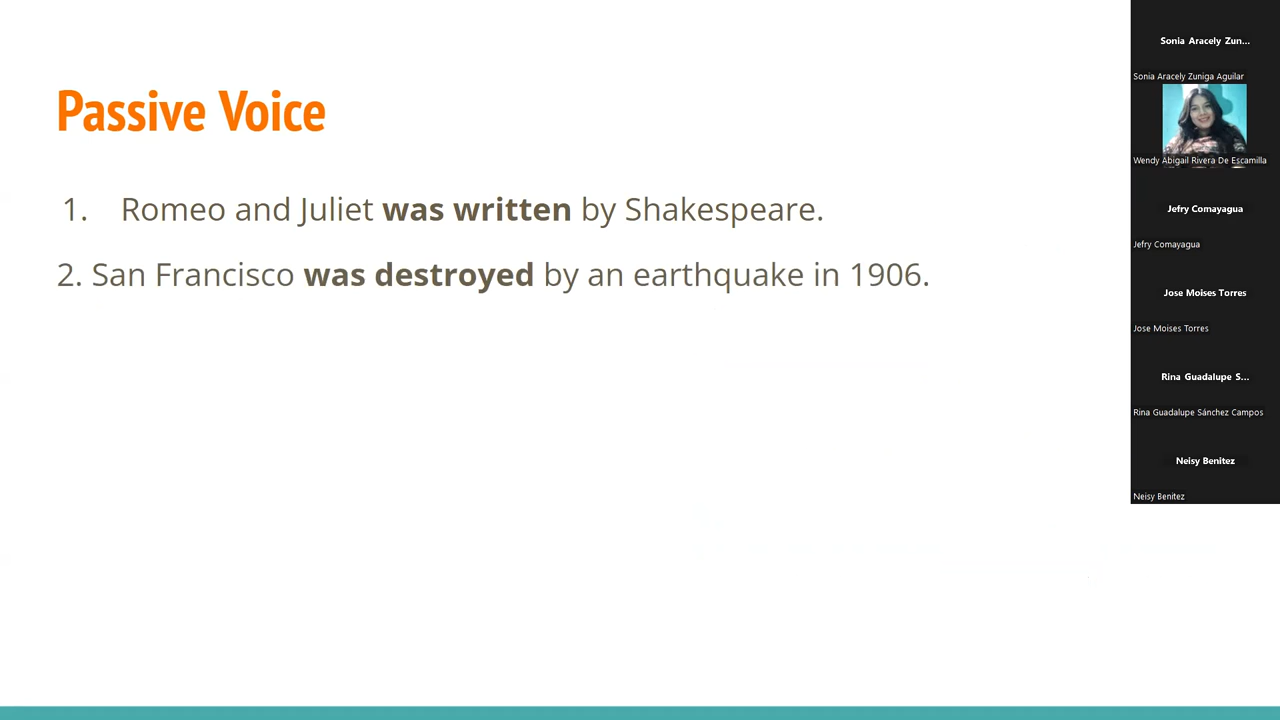 Passive Voice
1. Romeo and Juliet was written by Shakespeare.
2. San Francisco was destroyed by an earthquake in 1906.
Sonia Aracely Zun...
Sonia Aracely Zuniga Aguilar
Wendy Abigail Rivera De Escamilla
Jefry Comayagua
Jefry Comayagua
Jose Moises Torres
Jose Moises Torres
Rina Guadalupe S...
Rina Guadalupe Sánchez Campos
Neisy Benitez
Neisy Benitez